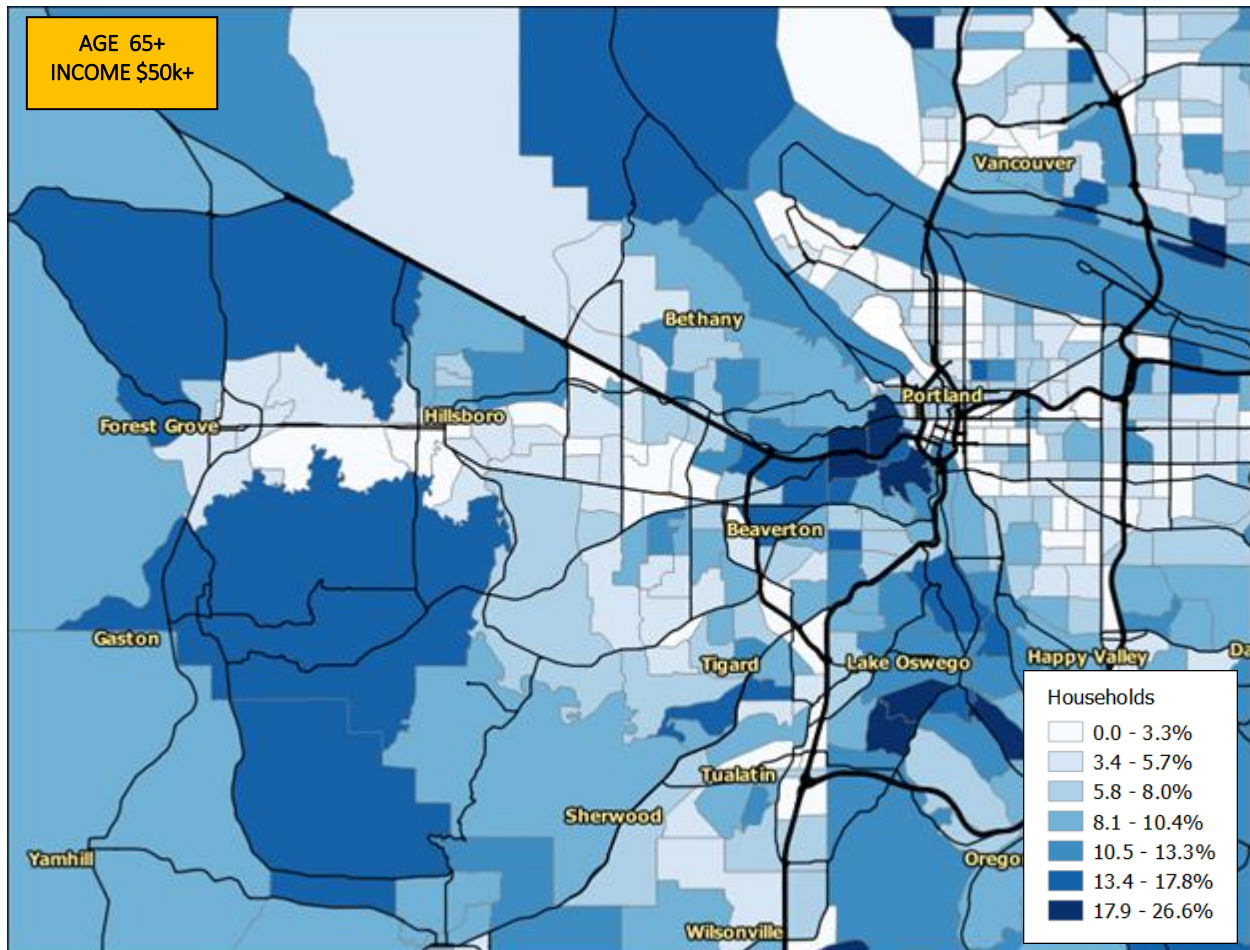 AGE 65+
INCOME $50k+
Vancouver
Bethany
Portland
Forest Grove
Hillsboro
Beaverton
Gaston
Tigard
Lake Oswego
Happy Valley
Da
Tualatin
Sherwood
Yamhill
Orego
Wilsonville
Households
0.0 - 3.3%
3.4 - 5.7%
5.8 - 8.0%
8.1 - 10.4%
10.5 - 13.3%
13.4 - 17.8%
17.9 - 26.6%